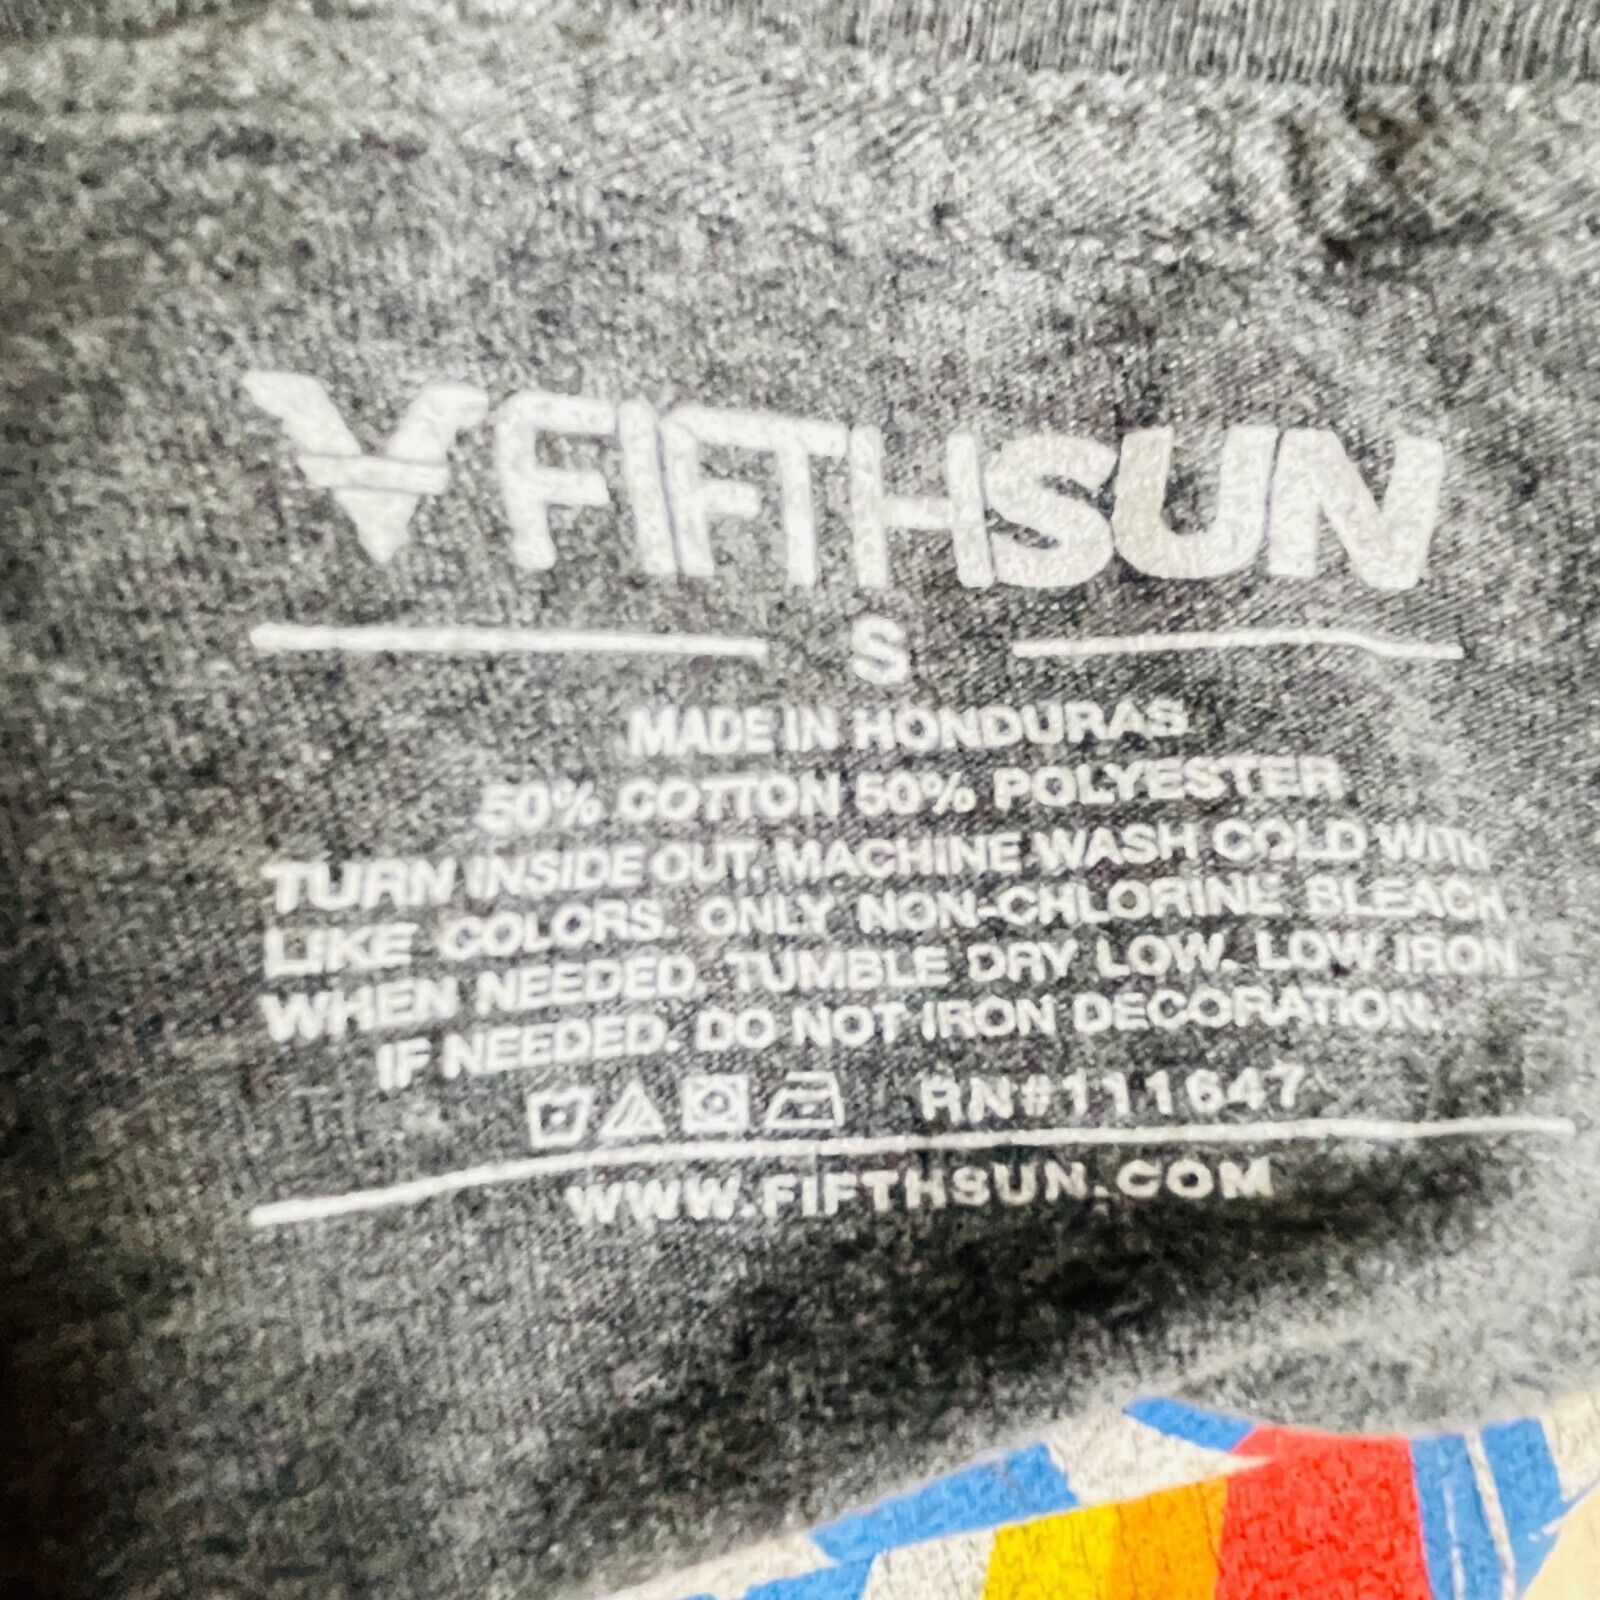 FIFTHSUN
S
MADE IN HONDURAS
50% COTTON 50% POLYESTER
TURN INSIDE OUT. MACHINE WASH COLD WITH
LIKE COLORS. ONLY NON-CHLORINE BLEACH
WHEN NEEDED. TUMBLE DRY LOW. LOW IRON
IF NEEDED. DO NOT IRON DECORATION.
RN#111647
WWW.FIFTHSUN.COM